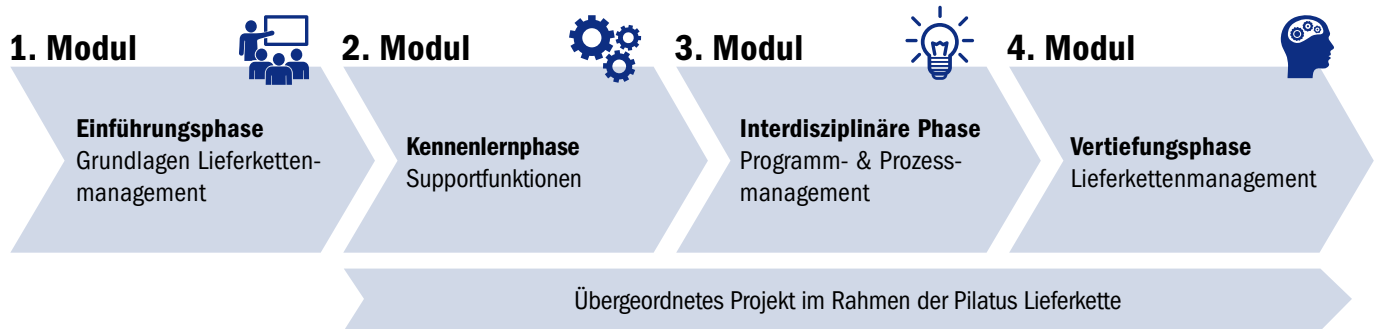 1. Modul
Einführungsphase
Grundlagen Lieferketten-
management
2. Modul
Kennenlernphase
Supportfunktionen
3. Modul
Interdisziplinäre Phase
Programm- & Prozess-
management
4. Modul
Vertiefungsphase
Lieferkettenmanagement
Übergeordnetes Projekt im Rahmen der Pilatus Lieferkette